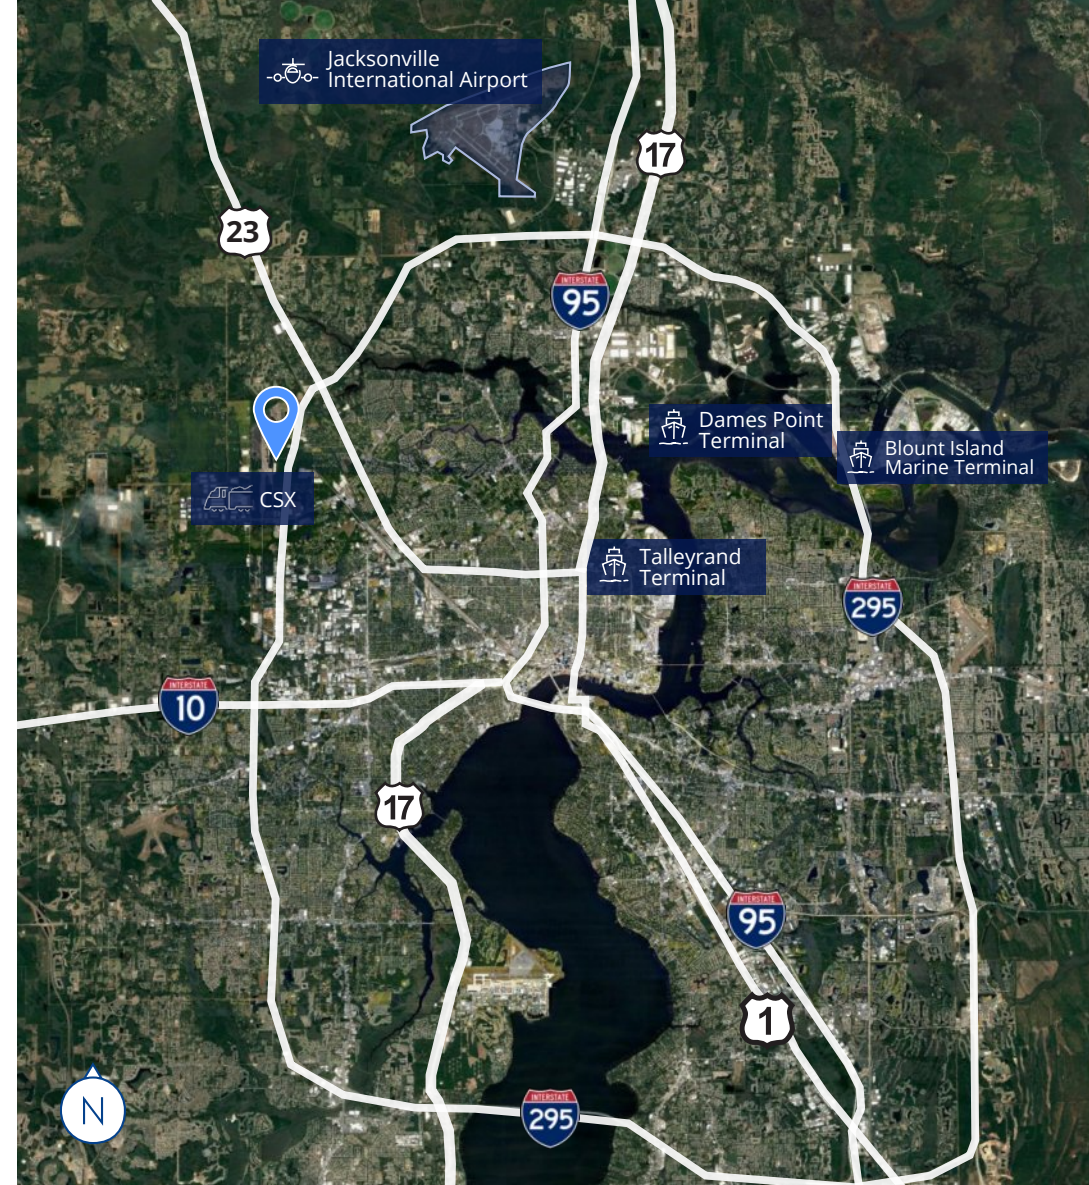 Jacksonville
International Airport
17
23
INTERSTATE
95
Dames Point
Terminal
Blount Island
Marine Terminal
CSX
Talleyrand
Terminal
INTERSTATE
295
INTERSTATE
10
17
INTERSTATE
95
1
N
INTERSTATE
295